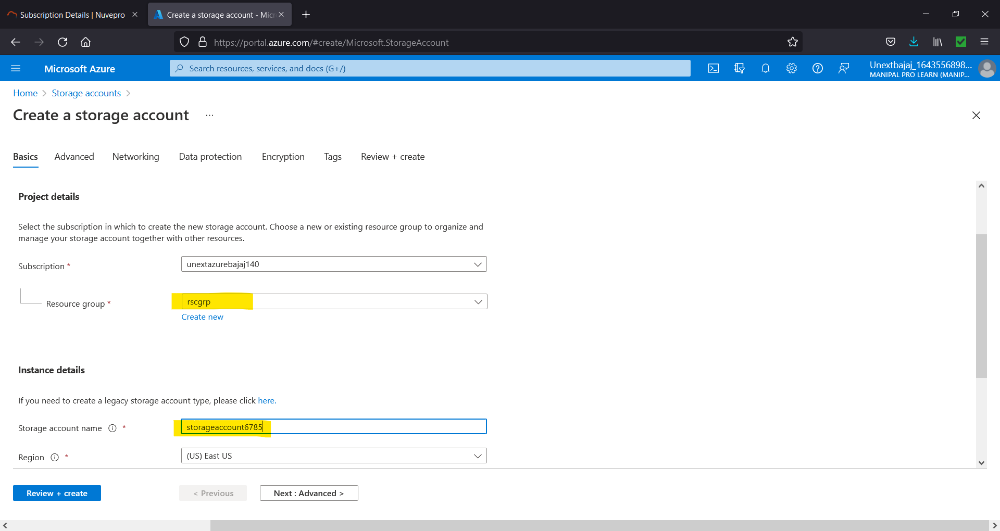 Subscription Details | Nuvepro
Create a storage account - Micr
https://portal.azure.com/#create/Microsoft.StorageAccount
Microsoft Azure
Search resources, services, and docs (G+/)
Unextbajaj_1643556898...
MANIPAL PRO LEARN (MANIP...
Home > Storage accounts >
Create a storage account ...
Basics Advanced Networking Data protection Encryption Tags Review + create
Project details
Select the subscription in which to create the new storage account. Choose a new or existing resource group to organize and
manage your storage account together with other resources.
Subscription *
unextazurebajaj140
Resource group *
rscgrp
Create new
Instance details
If you need to create a legacy storage account type, please click here.
Storage account name *
storageaccount6785
Region *
(US) East US
Review + create
< Previous
Next : Advanced >